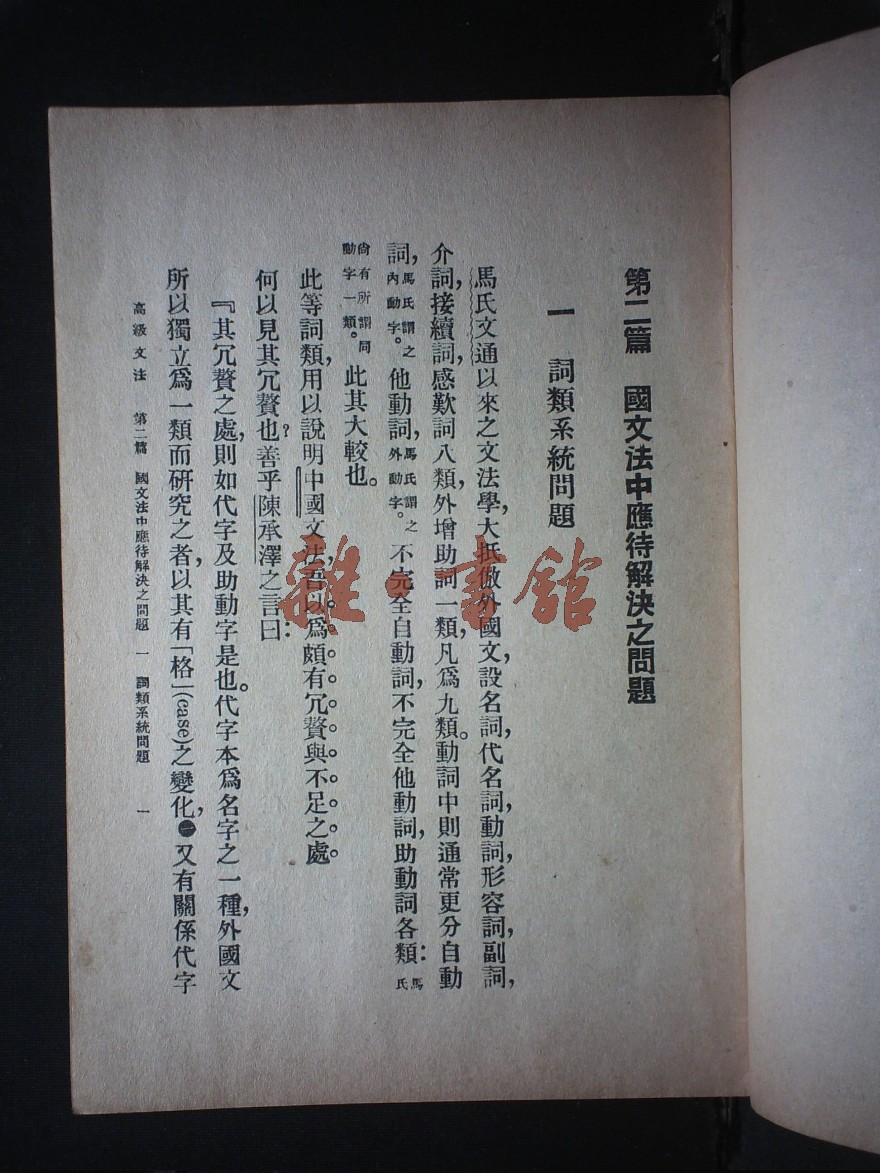 第二篇　國文法中應待解決之問題
一　詞類系統問題
馬氏文通以來之文法學，大抵倣外國文，設名詞，代名詞，動詞，形容詞，副詞，
介詞，接續詞，感歎詞八類，外增助詞一類，凡爲九類。動詞中則通常更分自動
詞，馬氏謂之內動字。他動詞，馬氏謂之外動字。不完全自動詞，不完全他動詞，助動詞各類：馬氏
尙有所謂同動字一類。此其大較也。
此等詞類，用以說明中國文法，吾以爲頗有冗贅與不足之處。
何以見其冗贅也？善乎陳承澤之言曰：
『其冗贅之處，則如代字及助動字是也。代字本爲名字之一種，外國文
所以獨立爲一類而研究之者，以其有「格」(case)之變化，㊀又有關係代字
高級文法　第二篇　國文法中應待解決之問題　一　詞類系統問題　一
雜·書館